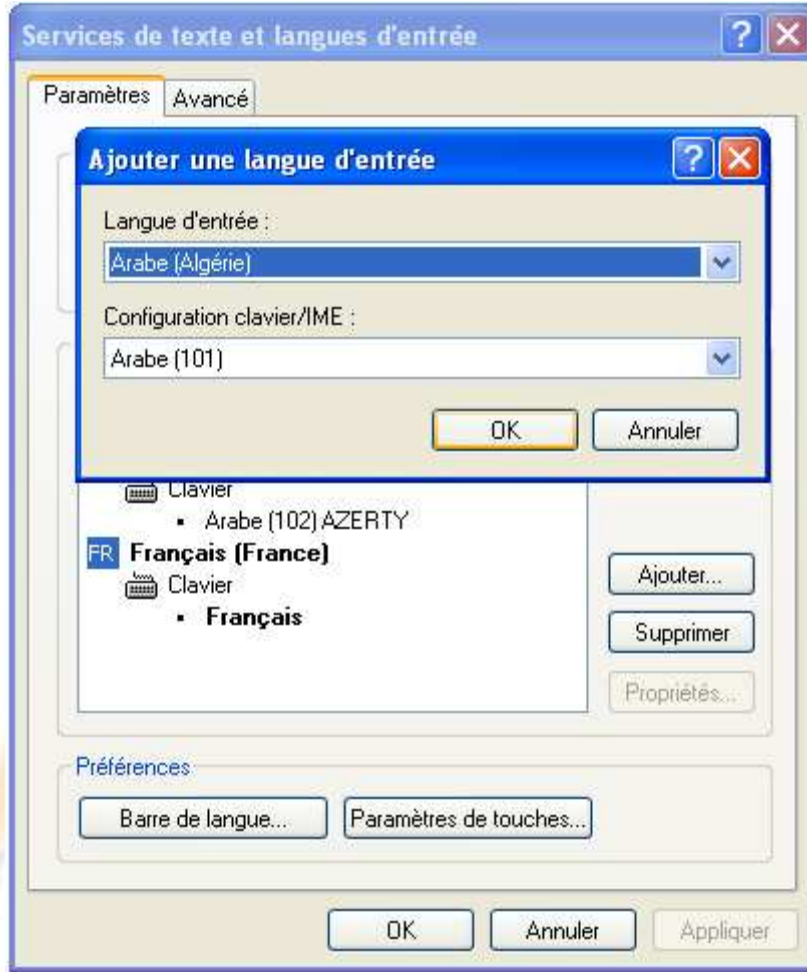 Services de texte et langues d'entrée
Paramètres
Avancé
Ajouter une langue d'entrée
Langue d'entrée :
Arabe (Algérie)
Configuration clavier/IME :
Arabe (101)
OK
Annuler
Clavier
Arabe (102) AZERTY
FR Français (France)
Clavier
Français
Ajouter...
Supprimer
Propriétés...
Préférences
Barre de langue...
Paramètres de touches...
OK
Annuler
Appliquer